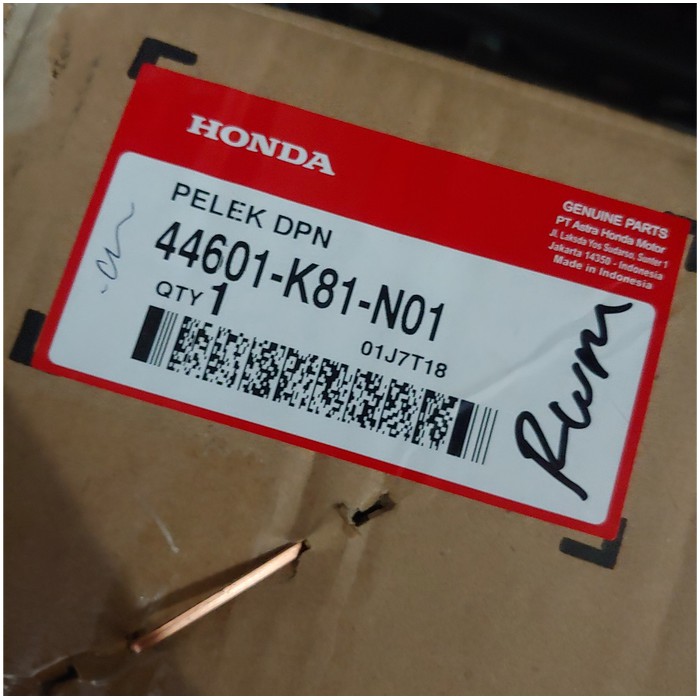 HONDA
GENUINE PARTS
PT Astra Honda Motor
Jl. Laksda Yos Sudarso, Sunter 1
Jakarta 14350 - Indonesia
Made in Indonesia
PELEK DPN
44601-K81-N01
QTY 1
01J7T18